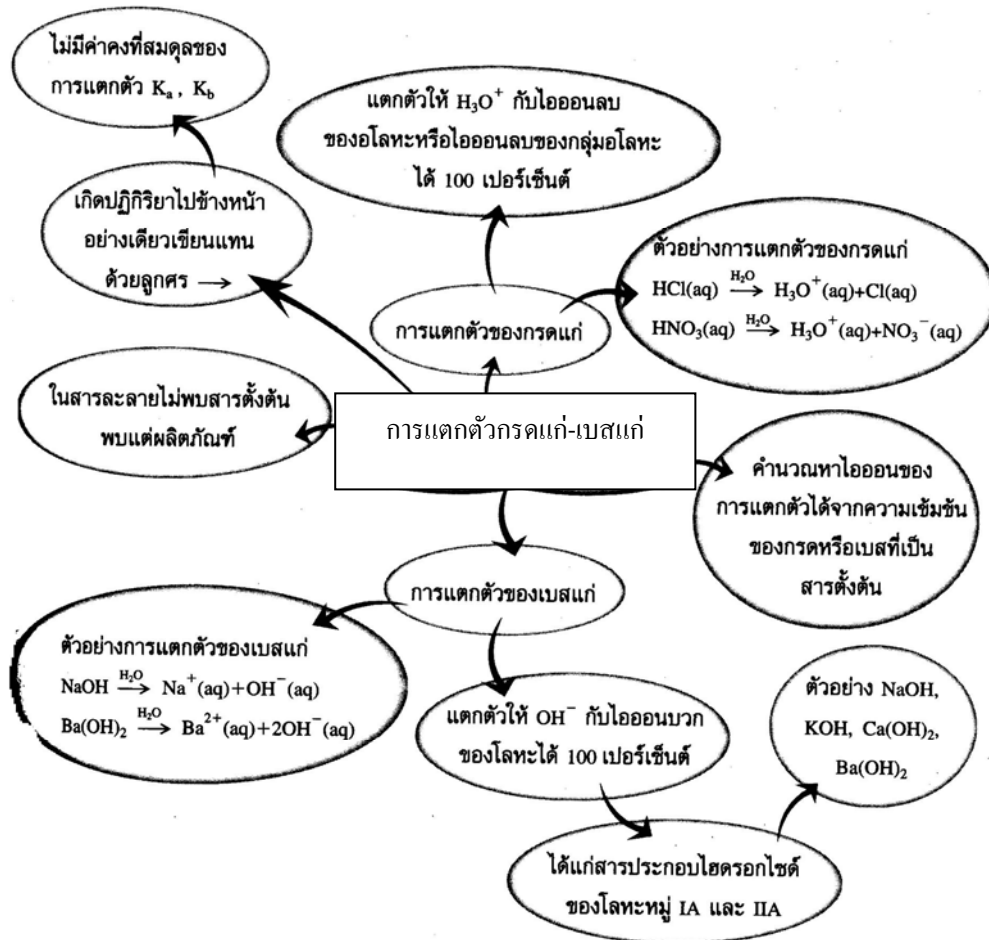 ไม่มีค่าคงที่สมดุลของ
การแตกตัว Kₐ , K_b
แตกตัวให้ H₃O⁺ กับไอออนลบ
ของอโลหะหรือไอออนลบของกลุ่มอโลหะ
ได้ 100 เปอร์เซ็นต์
เกิดปฏิกิริยาไปข้างหน้า
อย่างเดียวเขียนแทน
ด้วยลูกศร →
การแตกตัวของกรดแก่
ตัวอย่างการแตกตัวของกรดแก่
HCl(aq) —H₂O→ H₃O⁺(aq)+Cl(aq)
HNO₃(aq) —H₂O→ H₃O⁺(aq)+NO₃⁻(aq)
ในสารละลายไม่พบสารตั้งต้น
พบแต่ผลิตภัณฑ์
การแตกตัวกรดแก่-เบสแก่
คำนวณหาไอออนของ
การแตกตัวได้จากความเข้มข้น
ของกรดหรือเบสที่เป็น
สารตั้งต้น
การแตกตัวของเบสแก่
ตัวอย่างการแตกตัวของเบสแก่
NaOH —H₂O→ Na⁺(aq)+OH⁻(aq)
Ba(OH)₂ —H₂O→ Ba²⁺(aq)+2OH⁻(aq)
แตกตัวให้ OH⁻ กับไอออนบวก
ของโลหะได้ 100 เปอร์เซ็นต์
ตัวอย่าง NaOH,
KOH, Ca(OH)₂,
Ba(OH)₂
ได้แก่สารประกอบไฮดรอกไซด์
ของโลหะหมู่ IA และ IIA